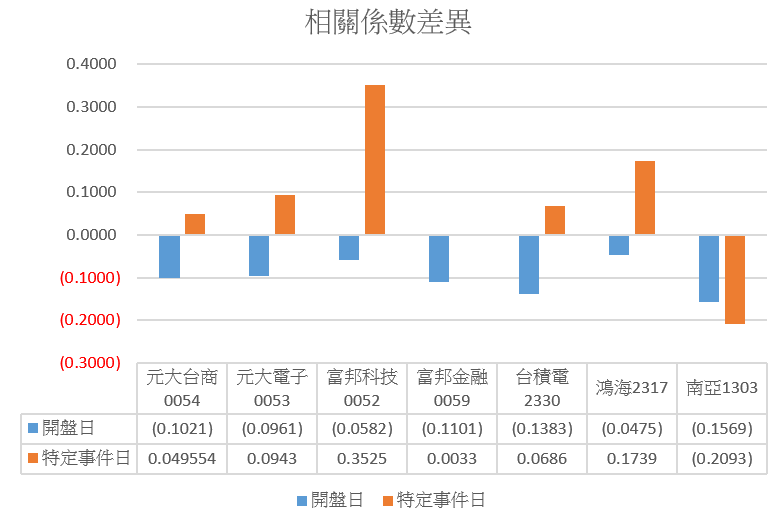 相關係數差異
0.4000
0.3000
0.2000
0.1000
0.0000
(0.1000)
(0.2000)
(0.3000)
元大台商 元大電子 富邦科技 富邦金融 台積電 鴻海2317 南亞1303
0054 0053 0052 0059 2330
開盤日 (0.1021) (0.0961) (0.0582) (0.1101) (0.1383) (0.0475) (0.1569)
特定事件日 0.049554 0.0943 0.3525 0.0033 0.0686 0.1739 (0.2093)
開盤日 特定事件日